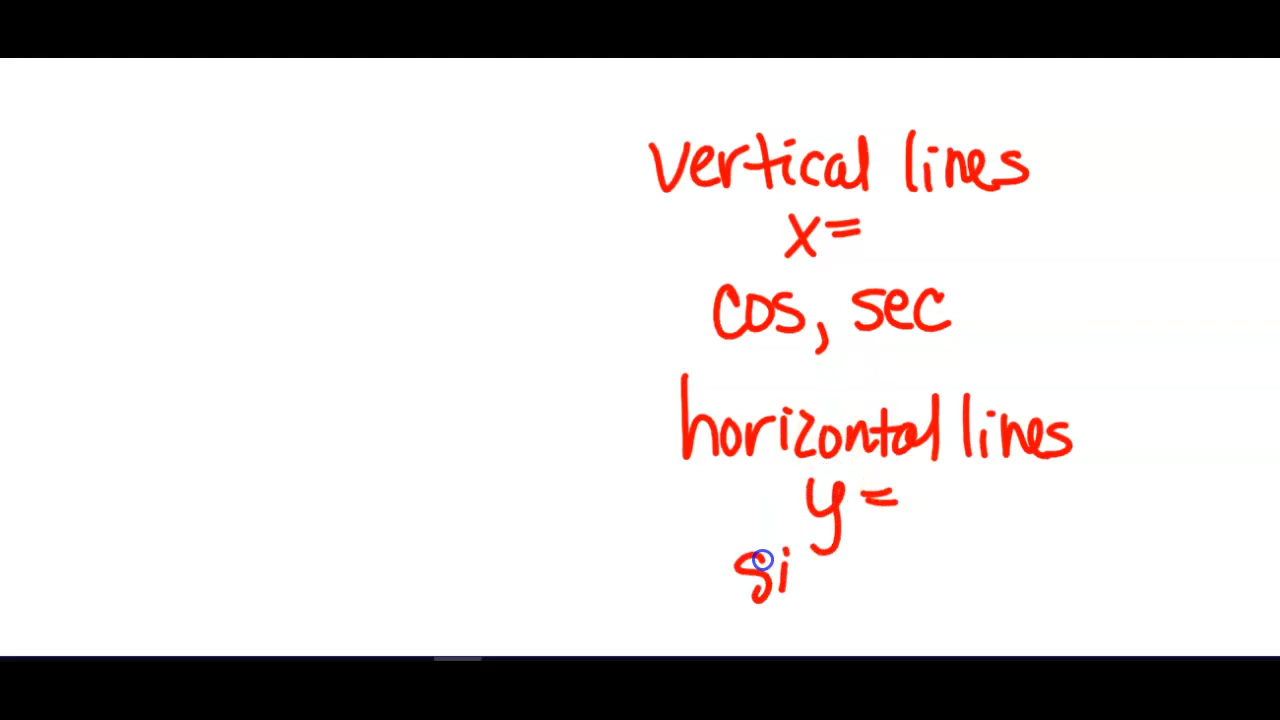 vertical lines
x=
cos, sec
horizontal lines
y=
si